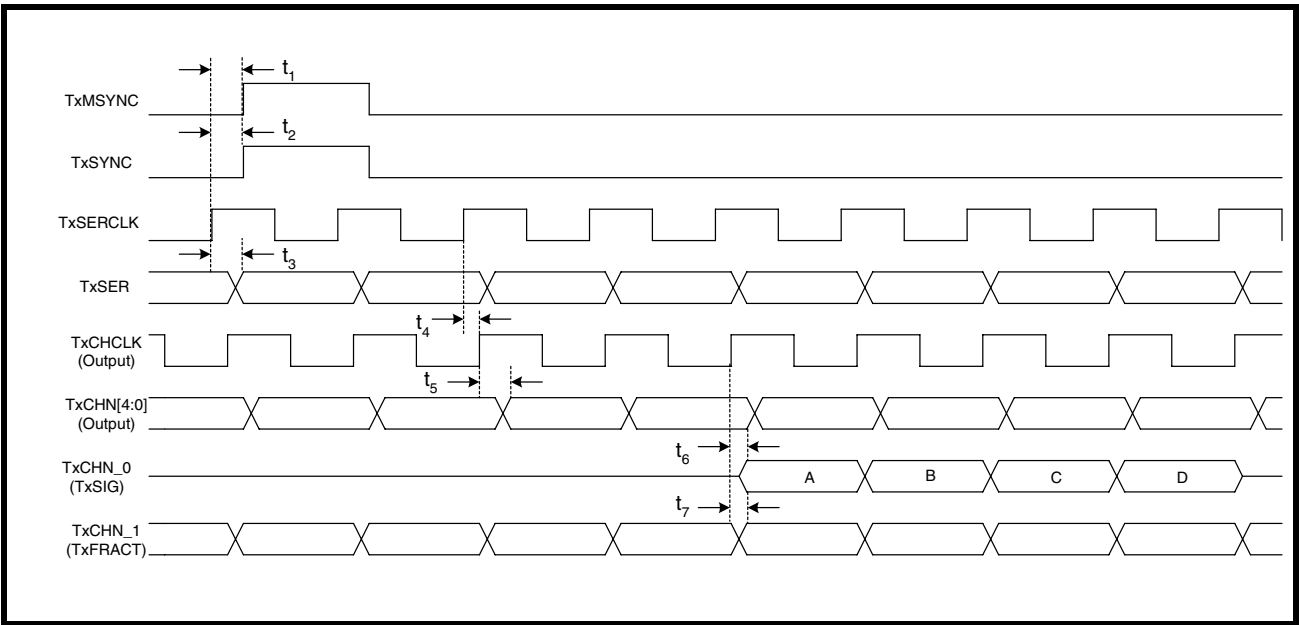 t1
TxMSYNC
t2
TxSYNC
TxSERCLK
t3
TxSER
t4
TxCHCLK
(Output)
t5
TxCHN[4:0]
(Output)
t6
TxCHN_0
(TxSIG)
A B C D
t7
TxCHN_1
(TxFRACT)